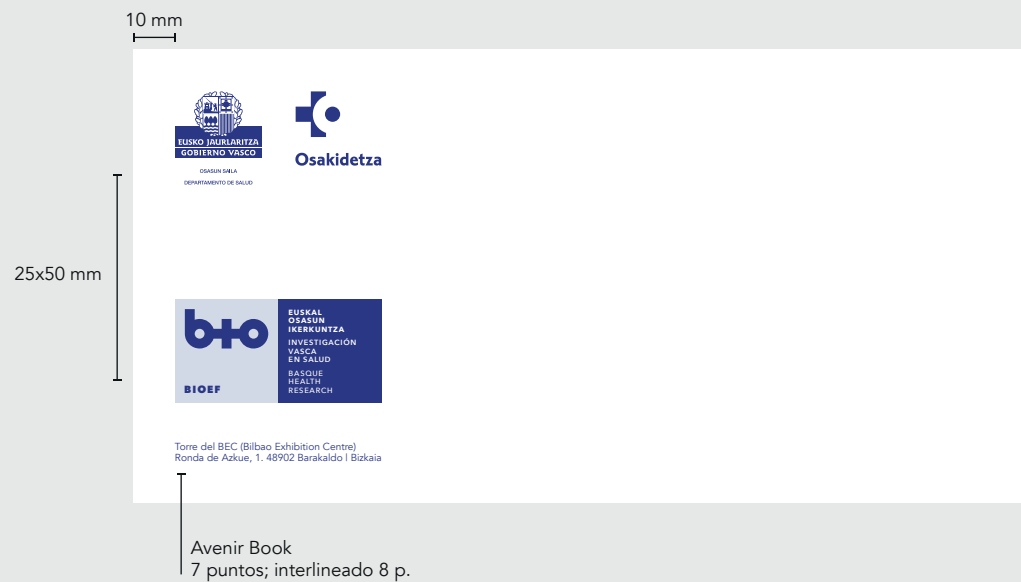 10 mm
EUSKO JAURLARITZA
GOBIERNO VASCO
OSASUN SAILA
DEPARTAMENTO DE SALUD
Osakidetza
25x50 mm
b+o
BIOEF
EUSKAL
OSASUN
IKERKUNTZA
INVESTIGACIÓN
VASCA
EN SALUD
BASQUE
HEALTH
RESEARCH
Torre del BEC (Bilbao Exhibition Centre)
Ronda de Azkue, 1. 48902 Barakaldo | Bizkaia
Avenir Book
7 puntos; interlineado 8 p.